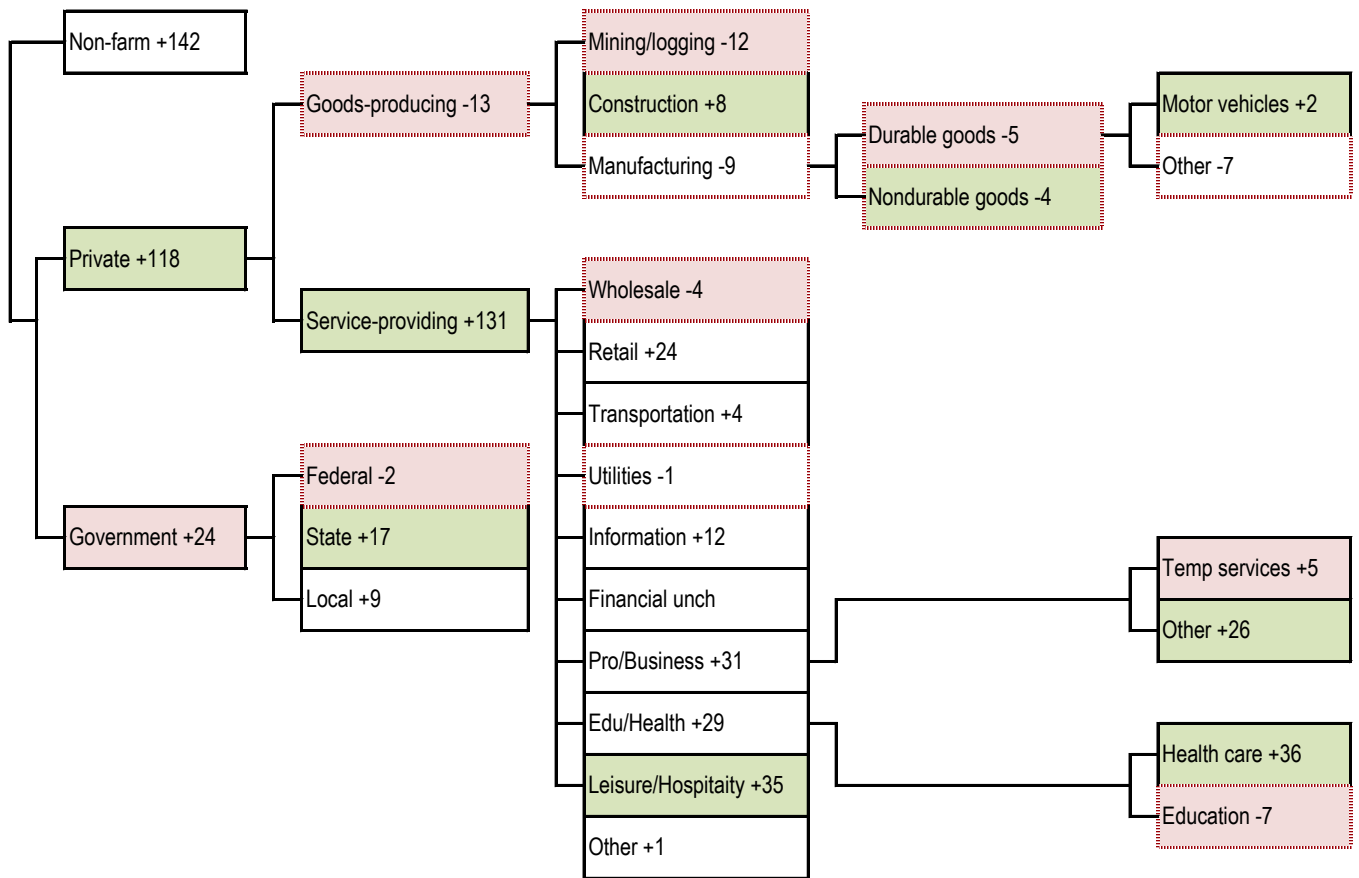 Non-farm +142
Private +118
Government +24
Goods-producing -13
Service-providing +131
Federal -2
State +17
Local +9
Mining/logging -12
Construction +8
Manufacturing -9
Wholesale -4
Retail +24
Transportation +4
Utilities -1
Information +12
Financial unch
Pro/Business +31
Edu/Health +29
Leisure/Hospitaity +35
Other +1
Durable goods -5
Nondurable goods -4
Motor vehicles +2
Other -7
Temp services +5
Other +26
Health care +36
Education -7